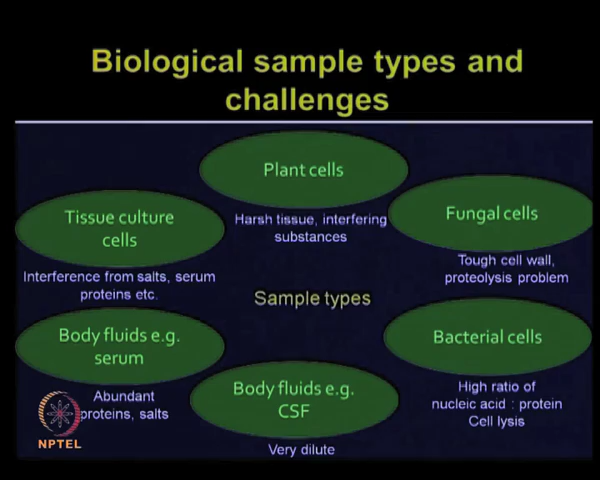 Biological sample types and
challenges
Plant cells
Harsh tissue, interfering
substances
Tissue culture
cells
Interference from salts, serum
proteins etc.
Fungal cells
Tough cell wall,
proteolysis problem
Sample types
Body fluids e.g.
serum
Abundant
proteins, salts
Body fluids e.g.
CSF
Very dilute
Bacterial cells
High ratio of
nucleic acid : protein
Cell lysis
NPTEL